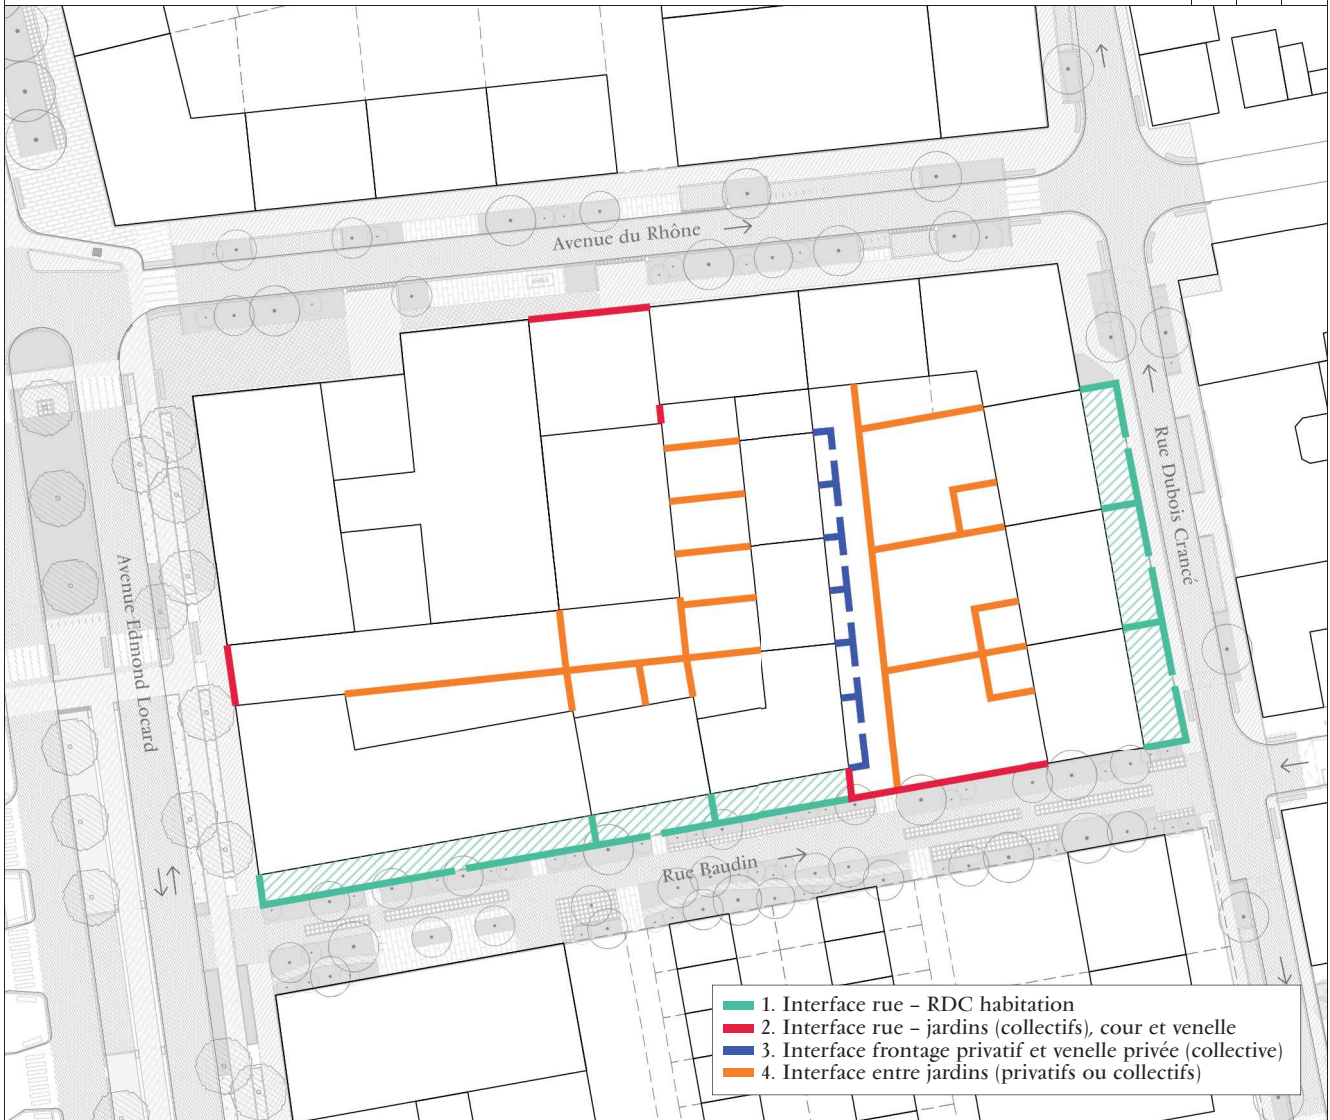 Avenue du Rhône
Rue Dubois Crancé
Avenue Edmond Locard
Rue Baudin
1. Interface rue – RDC habitation
2. Interface rue – jardins (collectifs), cour et venelle
3. Interface frontage privatif et venelle privée (collective)
4. Interface entre jardins (privatifs ou collectifs)